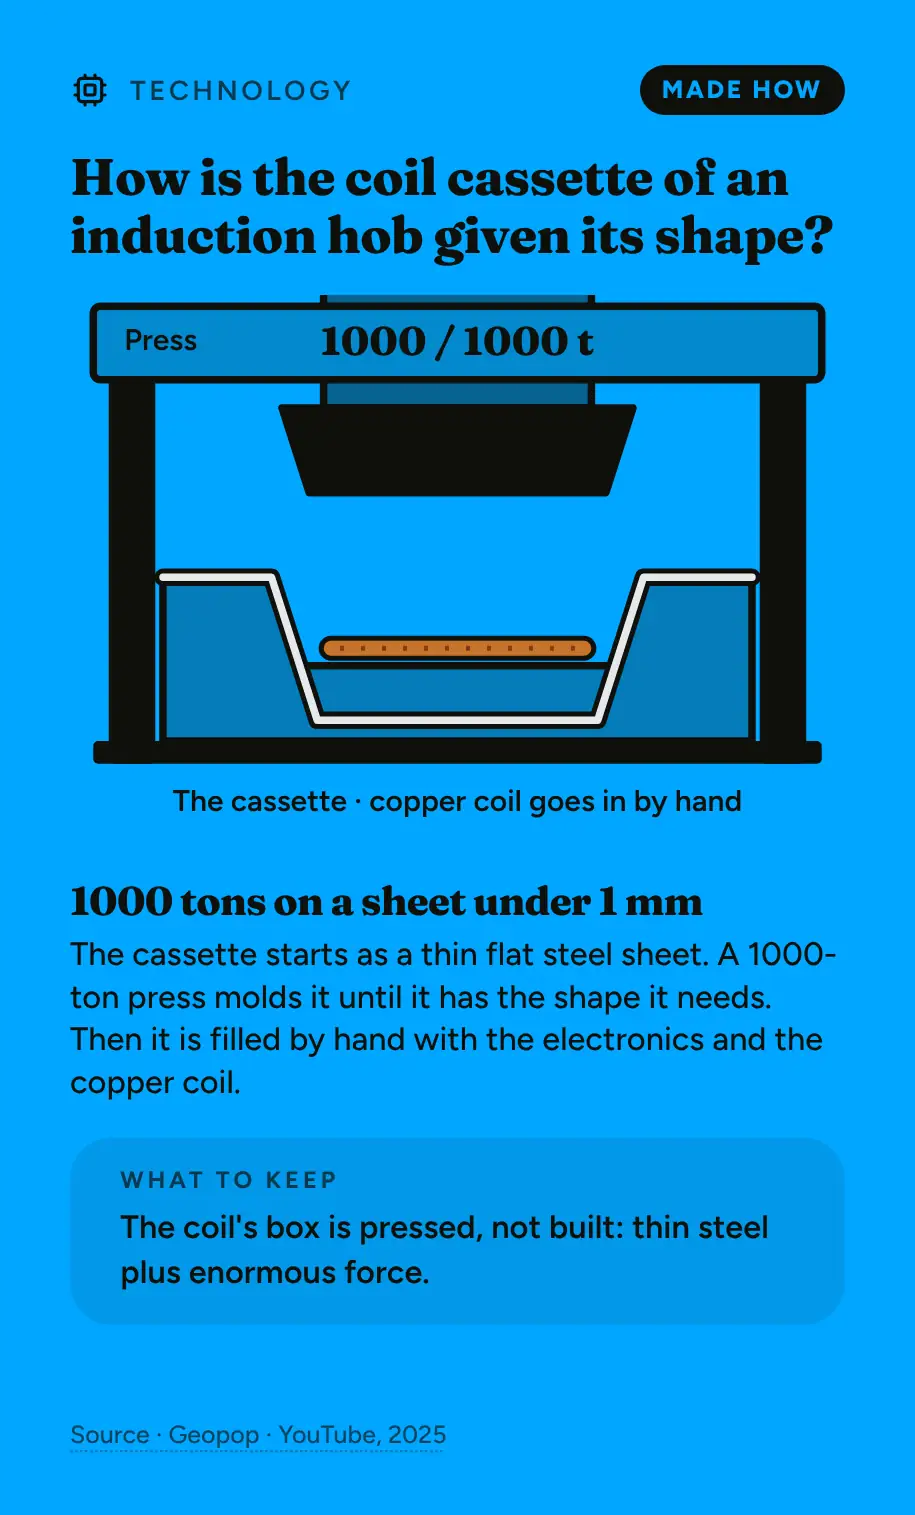 TECHNOLOGY
MADE HOW
How is the coil cassette of an
induction hob given its shape?
Press
1000 / 1000 t
The cassette · copper coil goes in by hand
1000 tons on a sheet under 1 mm
The cassette starts as a thin flat steel sheet. A 1000-
ton press molds it until it has the shape it needs.
Then it is filled by hand with the electronics and the
copper coil.
WHAT TO KEEP
The coil's box is pressed, not built: thin steel
plus enormous force.
Source · Geopop · YouTube, 2025